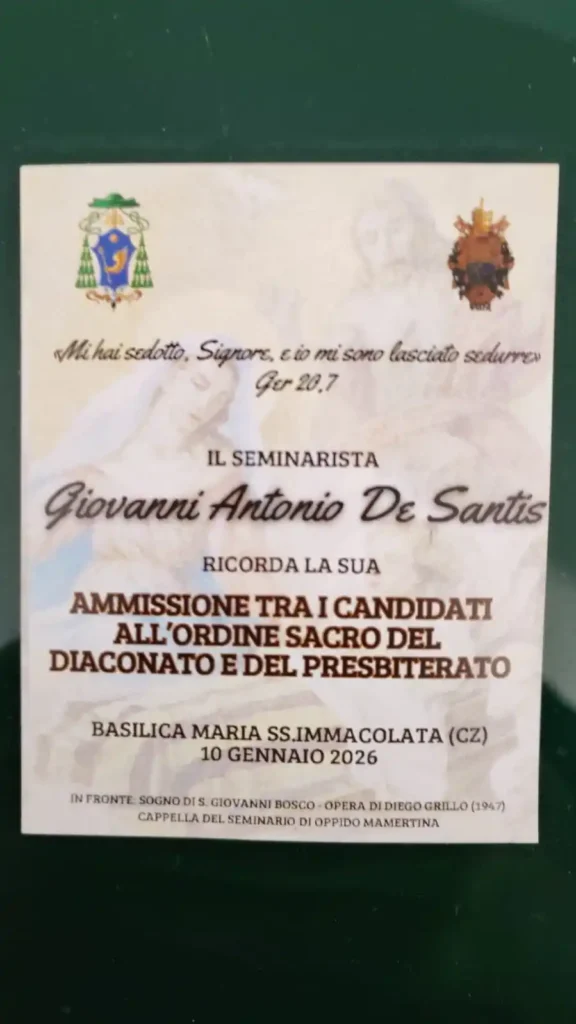 «Mi hai sedotto, Signore, e io mi sono lasciato sedurre»
Ger 20,7
IL SEMINARISTA
Giovanni Antonio De Santis
RICORDA LA SUA
AMMISSIONE TRA I CANDIDATI
ALL'ORDINE SACRO DEL
DIACONATO E DEL PRESBITERATO
BASILICA MARIA SS.IMMACOLATA (CZ)
10 GENNAIO 2026
IN FRONTE: SOGNO DI S. GIOVANNI BOSCO - OPERA DI DIEGO GRILLO (1947)
CAPPELLA DEL SEMINARIO DI OPPIDO MAMERTINA